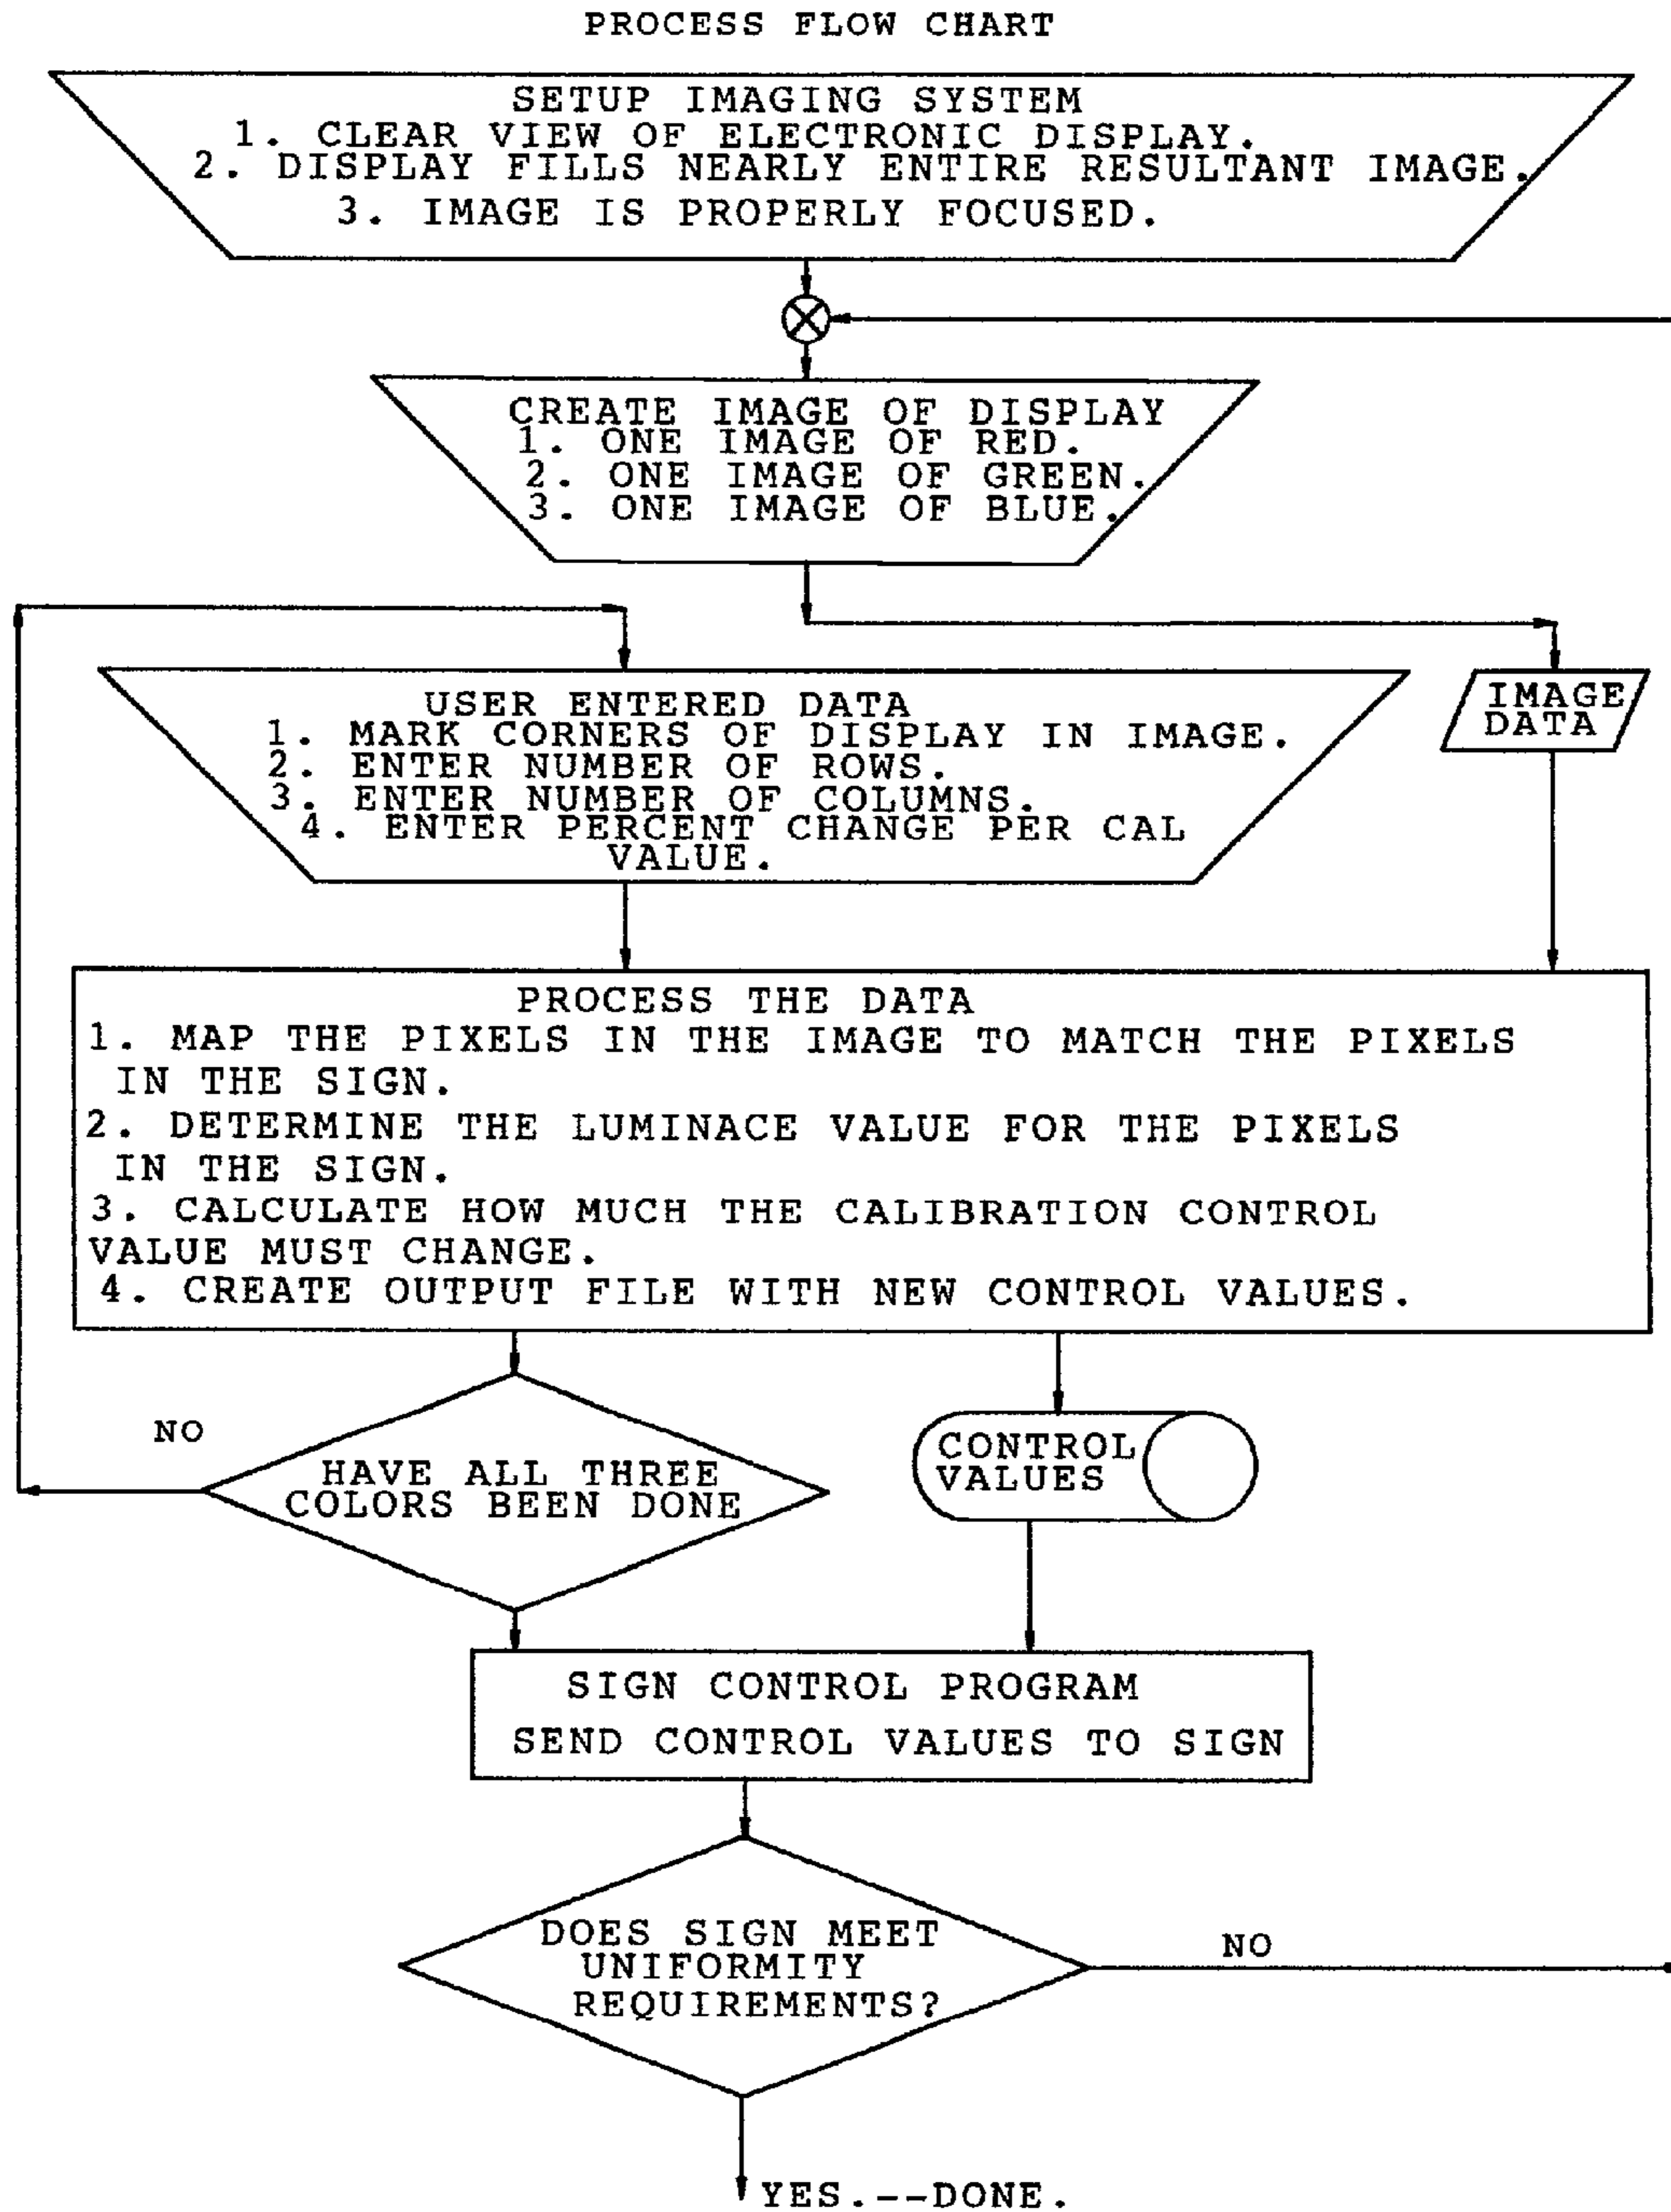 PROCESS FLOW CHART
SETUP IMAGING SYSTEM
1. CLEAR VIEW OF ELECTRONIC DISPLAY.
2. DISPLAY FILLS NEARLY ENTIRE RESULTANT IMAGE.
3. IMAGE IS PROPERLY FOCUSED.
CREATE IMAGE OF DISPLAY
1. ONE IMAGE OF RED.
2. ONE IMAGE OF GREEN.
3. ONE IMAGE OF BLUE.
USER ENTERED DATA
1. MARK CORNERS OF DISPLAY IN IMAGE.
2. ENTER NUMBER OF ROWS.
3. ENTER NUMBER OF COLUMNS.
4. ENTER PERCENT CHANGE PER CAL
VALUE.
IMAGE
DATA
PROCESS THE DATA
1. MAP THE PIXELS IN THE IMAGE TO MATCH THE PIXELS
IN THE SIGN.
2. DETERMINE THE LUMINACE VALUE FOR THE PIXELS
IN THE SIGN.
3. CALCULATE HOW MUCH THE CALIBRATION CONTROL
VALUE MUST CHANGE.
4. CREATE OUTPUT FILE WITH NEW CONTROL VALUES.
NO
HAVE ALL THREE
COLORS BEEN DONE
CONTROL
VALUES
SIGN CONTROL PROGRAM
SEND CONTROL VALUES TO SIGN
DOES SIGN MEET
UNIFORMITY
REQUIREMENTS?
NO
YES.--DONE.